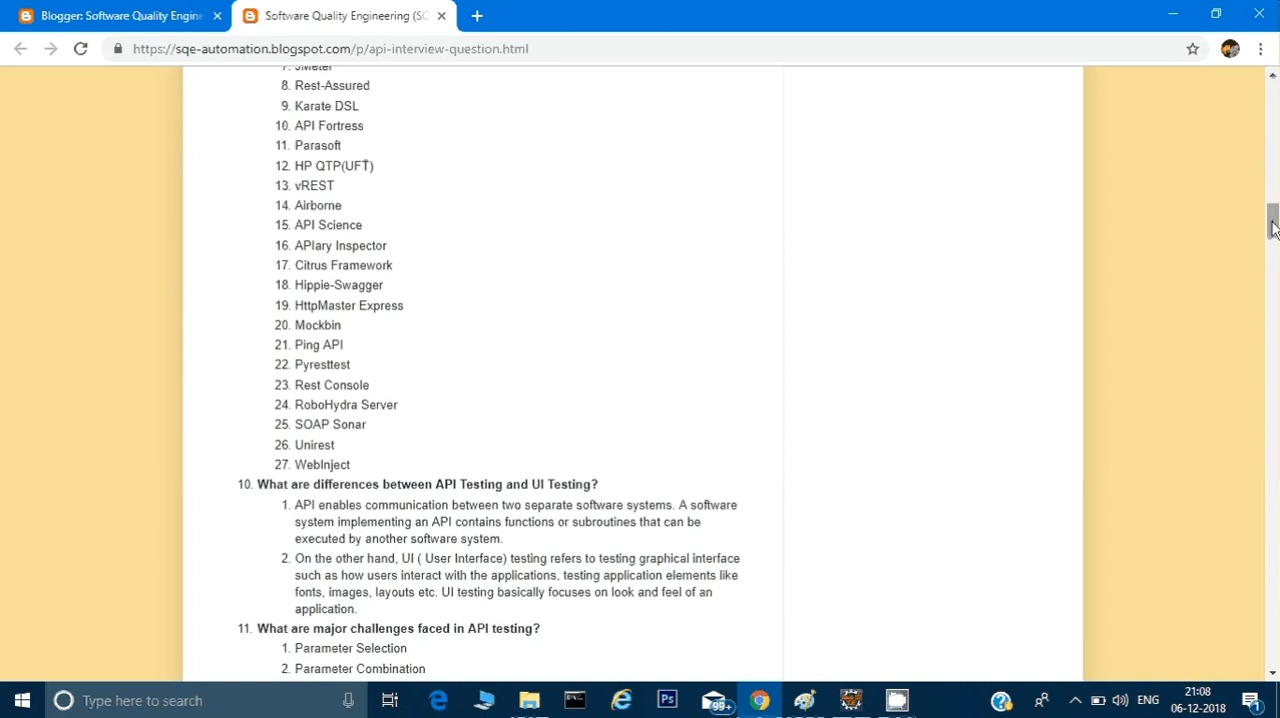 Blogger: Software Quality Engine
Software Quality Engineering (SC
https://sqe-automation.blogspot.com/p/api-interview-question.html
7. JMeter
8. Rest-Assured
9. Karate DSL
10. API Fortress
11. Parasoft
12. HP QTP(UFT)
13. vREST
14. Airborne
15. API Science
16. APIary Inspector
17. Citrus Framework
18. Hippie-Swagger
19. HttpMaster Express
20. Mockbin
21. Ping API
22. Pyresttest
23. Rest Console
24. RoboHydra Server
25. SOAP Sonar
26. Unirest
27. WebInject
10. What are differences between API Testing and UI Testing?
1. API enables communication between two separate software systems. A software
system implementing an API contains functions or subroutines that can be
executed by another software system.
2. On the other hand, UI ( User Interface) testing refers to testing graphical interface
such as how users interact with the applications, testing application elements like
fonts, images, layouts etc. UI testing basically focuses on look and feel of an
application.
11. What are major challenges faced in API testing?
1. Parameter Selection
2. Parameter Combination
Type here to search
Ps
99+
ENG
21:08
06-12-2018
1